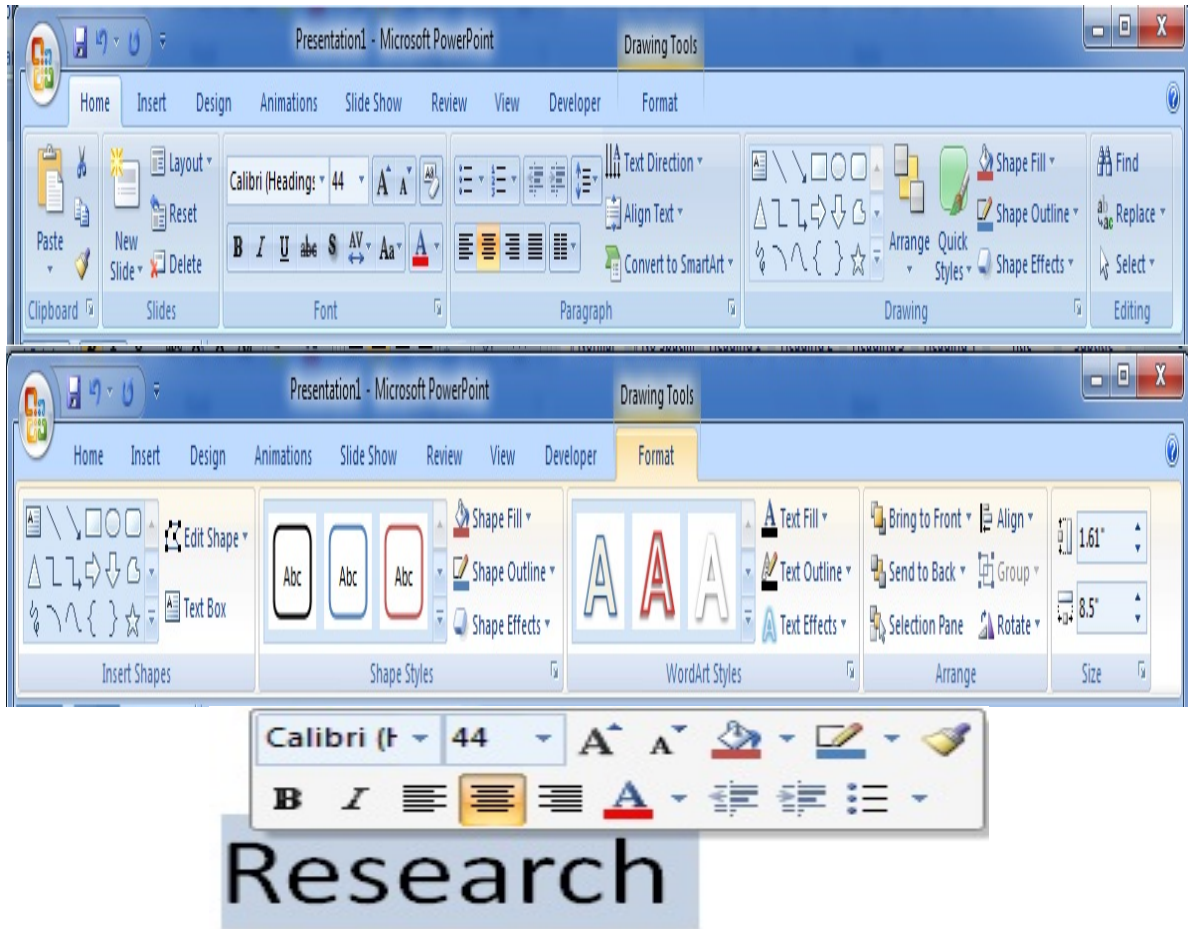 Presentation1 - Microsoft PowerPoint Drawing Tools
Home Insert Design Animations Slide Show Review View Developer Format
Layout Text Direction Shape Fill Find
Calibri (Headings 44 A A
Reset Align Text Shape Outline Replace
Paste New Slide Delete B I U abc S AV Aa A Convert to SmartArt Arrange Quick Styles Shape Effects Select
Clipboard Slides Font Paragraph Drawing Editing
Presentation1 - Microsoft PowerPoint Drawing Tools
Home Insert Design Animations Slide Show Review View Developer Format
Edit Shape Shape Fill Text Fill Bring to Front Align 1.61"
Abc Abc Abc Shape Outline A A A Text Outline Send to Back Group
Text Box Shape Effects Text Effects Selection Pane Rotate 8.5"
Insert Shapes Shape Styles WordArt Styles Arrange Size
Calibri (H 44 A A
B I A
Research